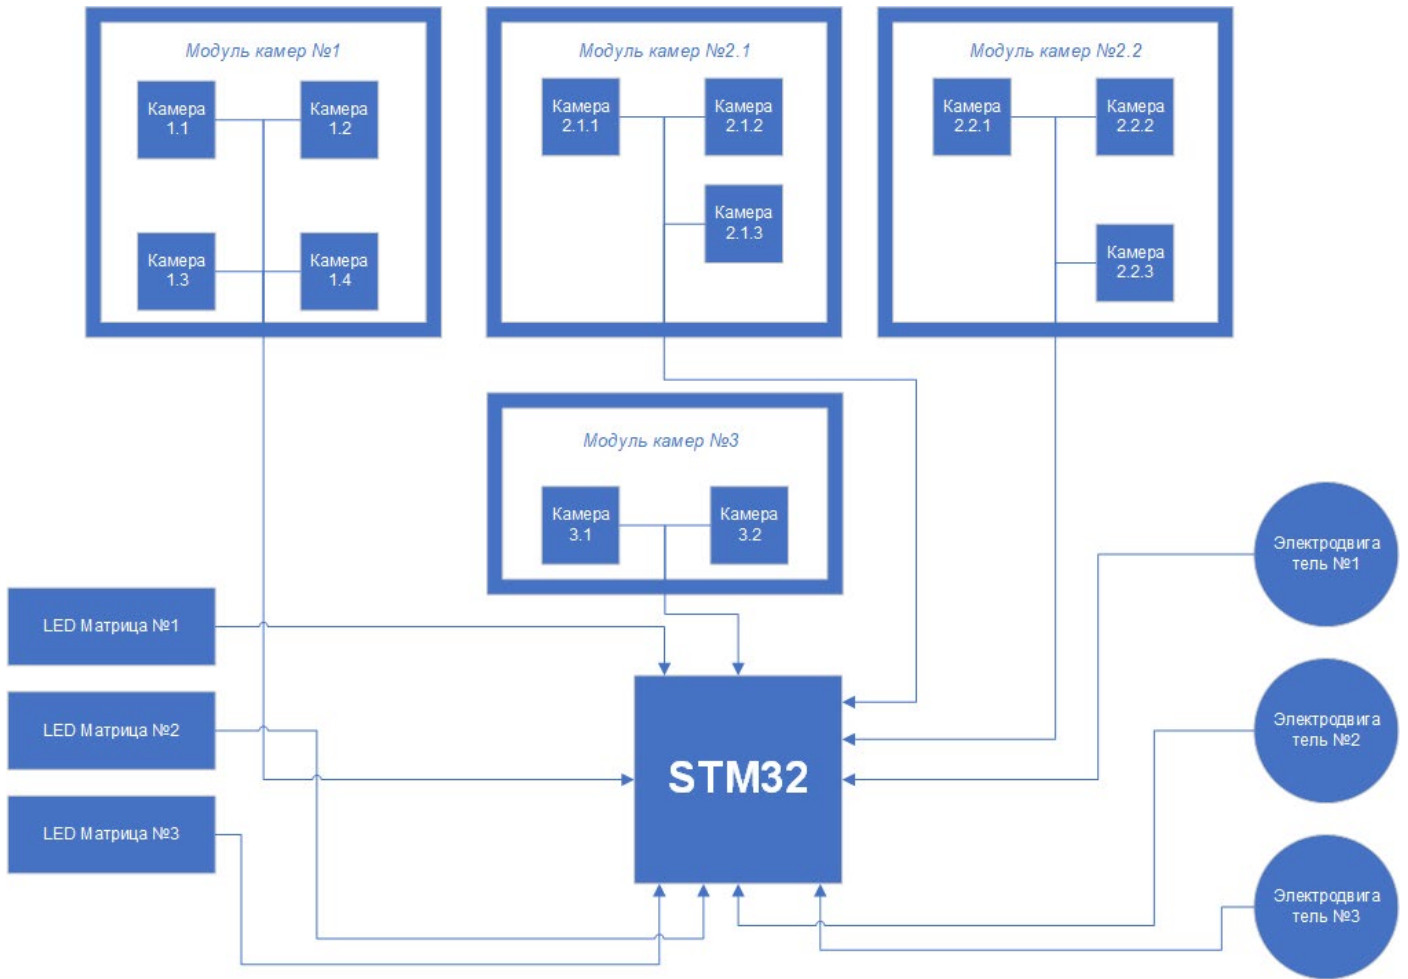 Модуль камер №1
Камера
1.1
Камера
1.2
Камера
1.3
Камера
1.4
Модуль камер №2.1
Камера
2.1.1
Камера
2.1.2
Камера
2.1.3
Модуль камер №2.2
Камера
2.2.1
Камера
2.2.2
Камера
2.2.3
Модуль камер №3
Камера
3.1
Камера
3.2
LED Матрица №1
LED Матрица №2
LED Матрица №3
STM32
Электродвига
тель №1
Электродвига
тель №2
Электродвига
тель №3